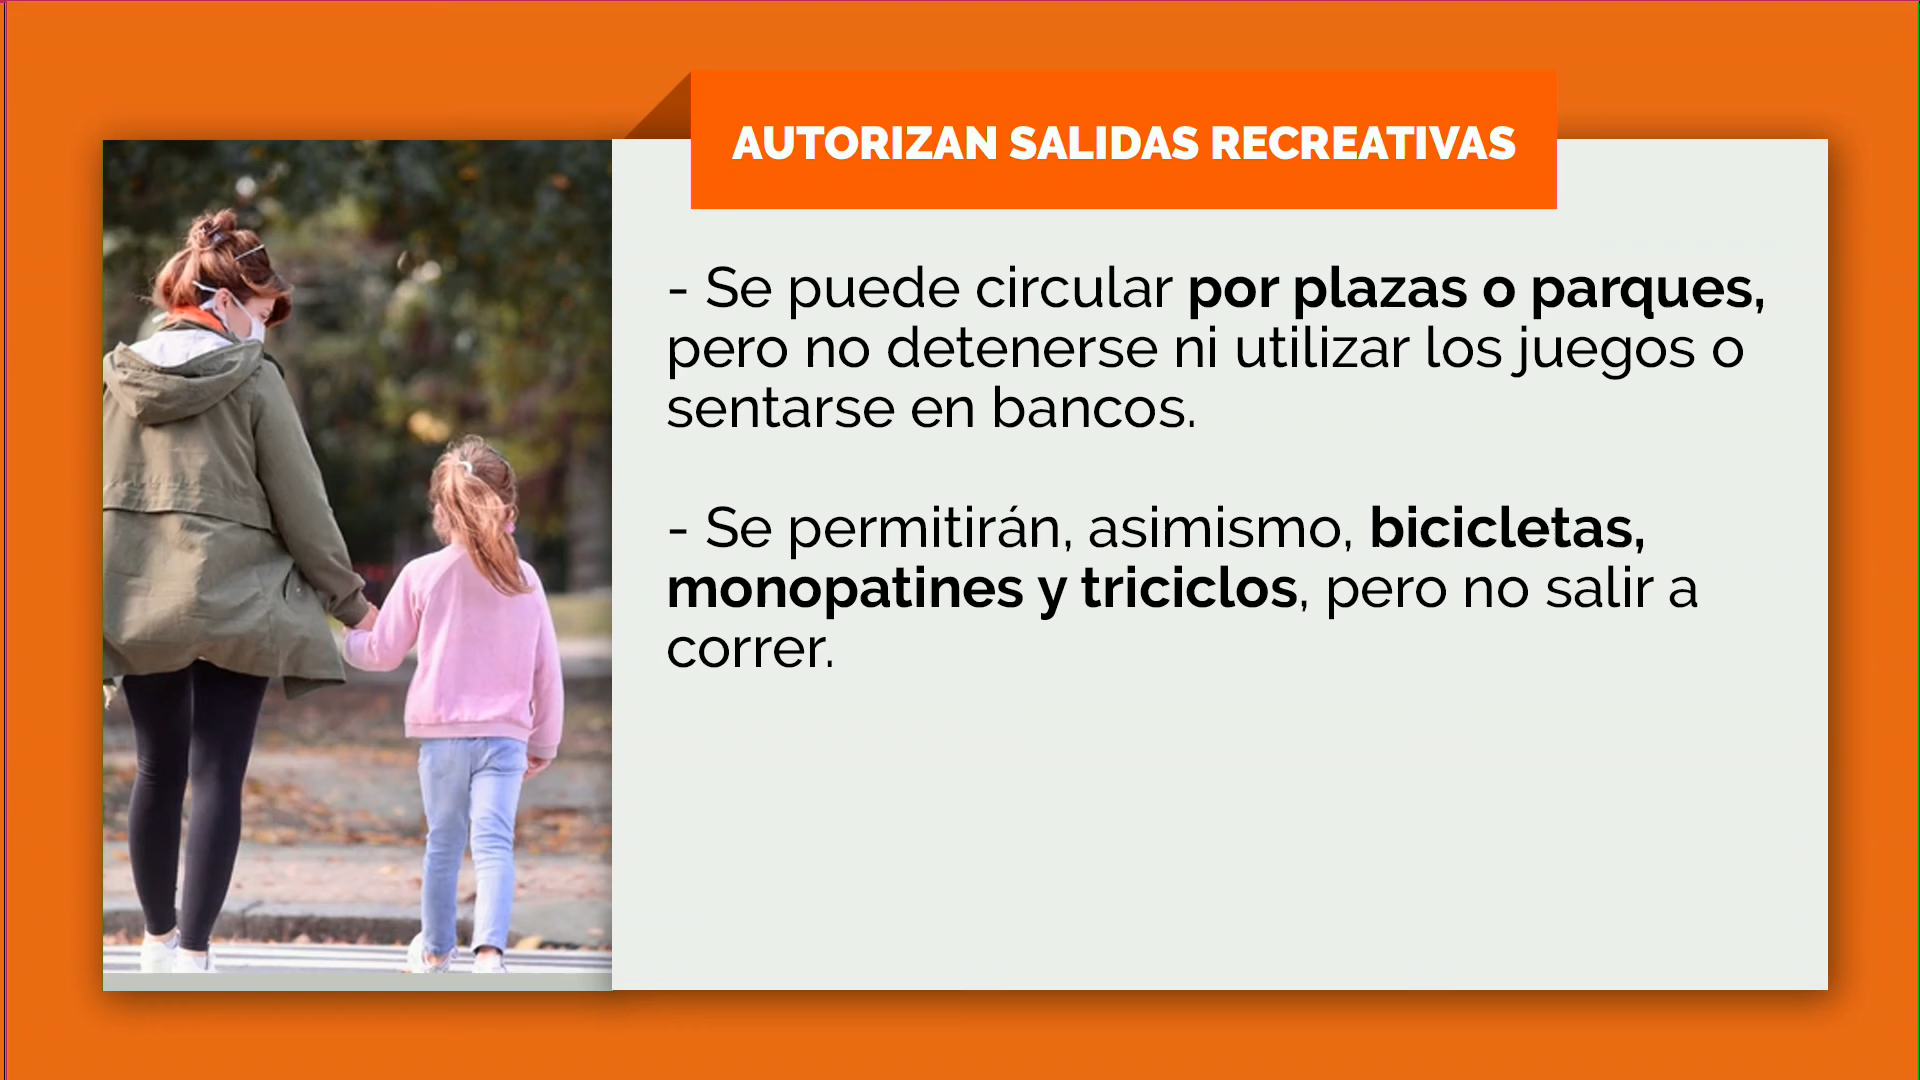 AUTORIZAN SALIDAS RECREATIVAS
- Se puede circular por plazas o parques,
pero no detenerse ni utilizar los juegos o
sentarse en bancos.
- Se permitirán, asimismo, bicicletas,
monopatines y triciclos, pero no salir a
correr.